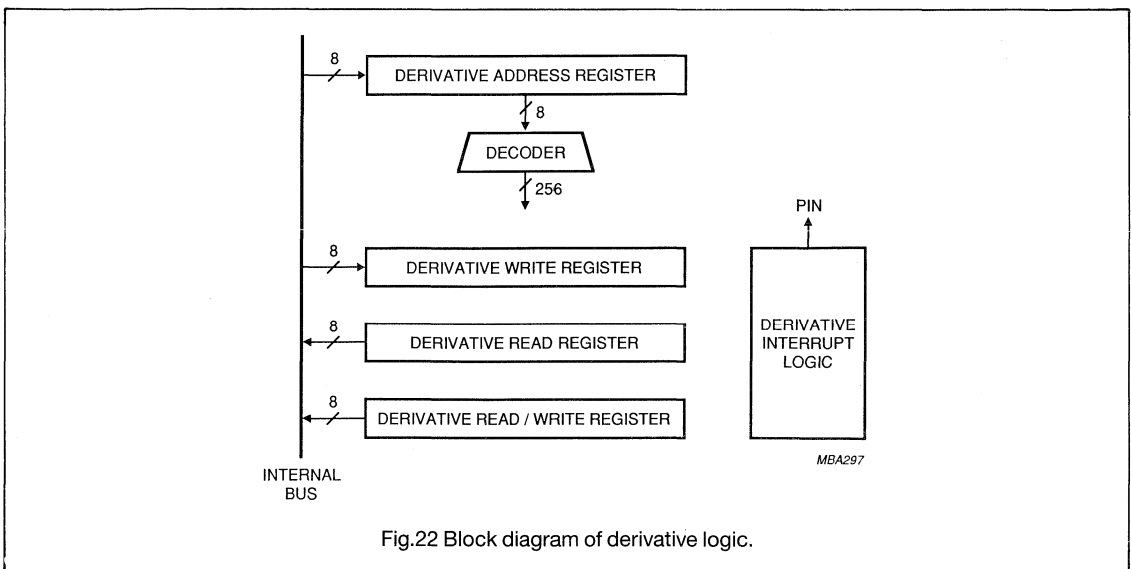 8
DERIVATIVE ADDRESS REGISTER
8
DECODER
256
PIN
8
DERIVATIVE WRITE REGISTER
8
DERIVATIVE READ REGISTER
DERIVATIVE
INTERRUPT
LOGIC
8
DERIVATIVE READ / WRITE REGISTER
MBA297
INTERNAL
BUS
Fig.22 Block diagram of derivative logic.